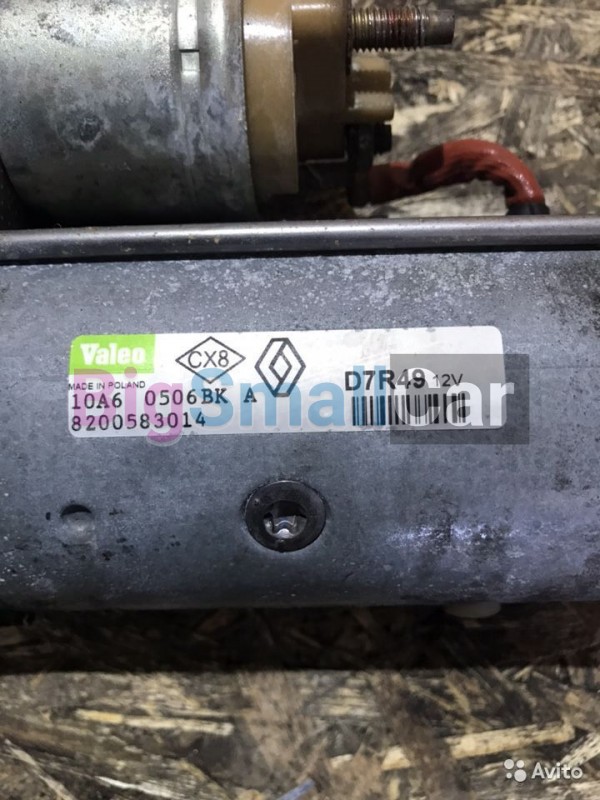 Valeo
CX8
MADE IN POLAND
D7R49 12V
10A6 0506BK A
8200583014
BigSmallCar
Avito